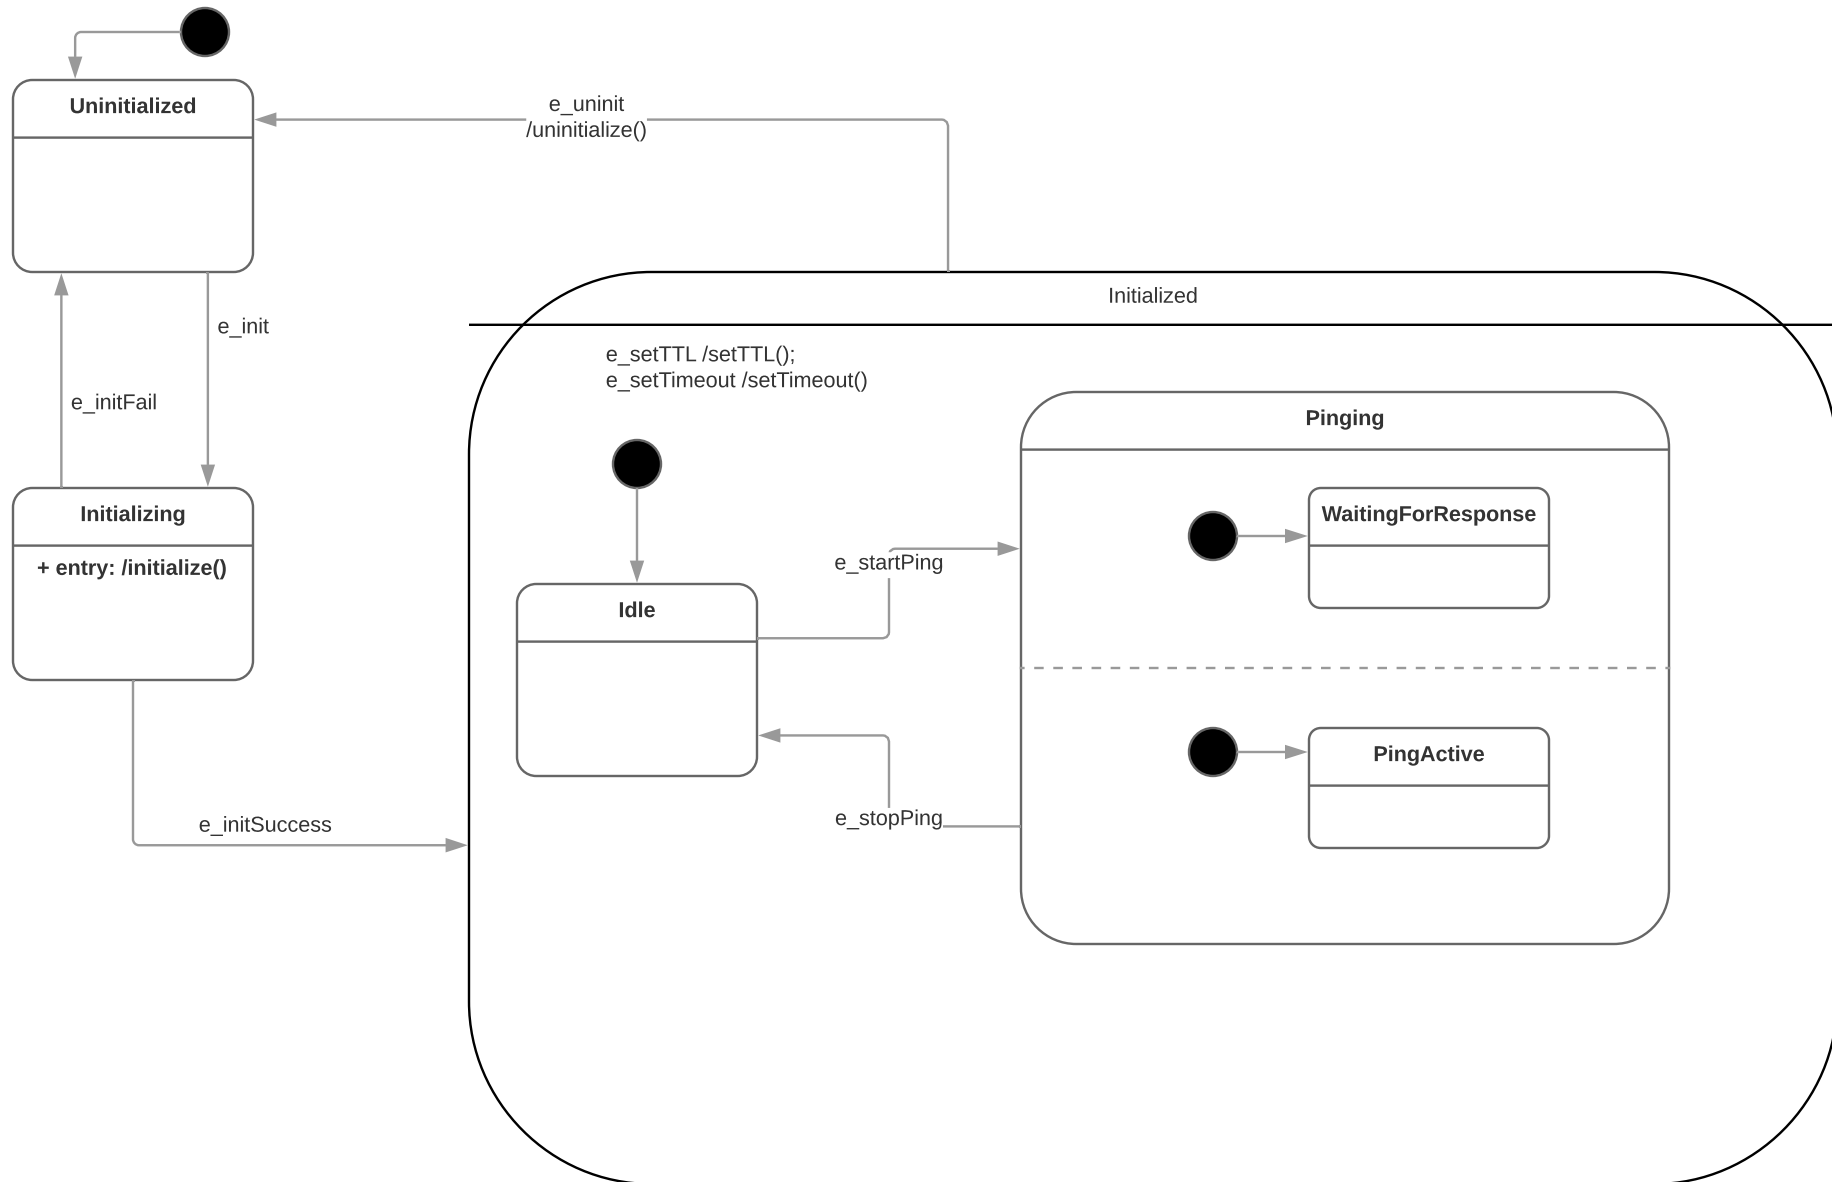 Uninitialized
e_uninit
/uninitialize()
Initialized
e_init
e_setTTL /setTTL();
e_setTimeout /setTimeout()
e_initFail
Pinging
Initializing
+ entry: /initialize()
WaitingForResponse
e_startPing
Idle
PingActive
e_stopPing
e_initSuccess